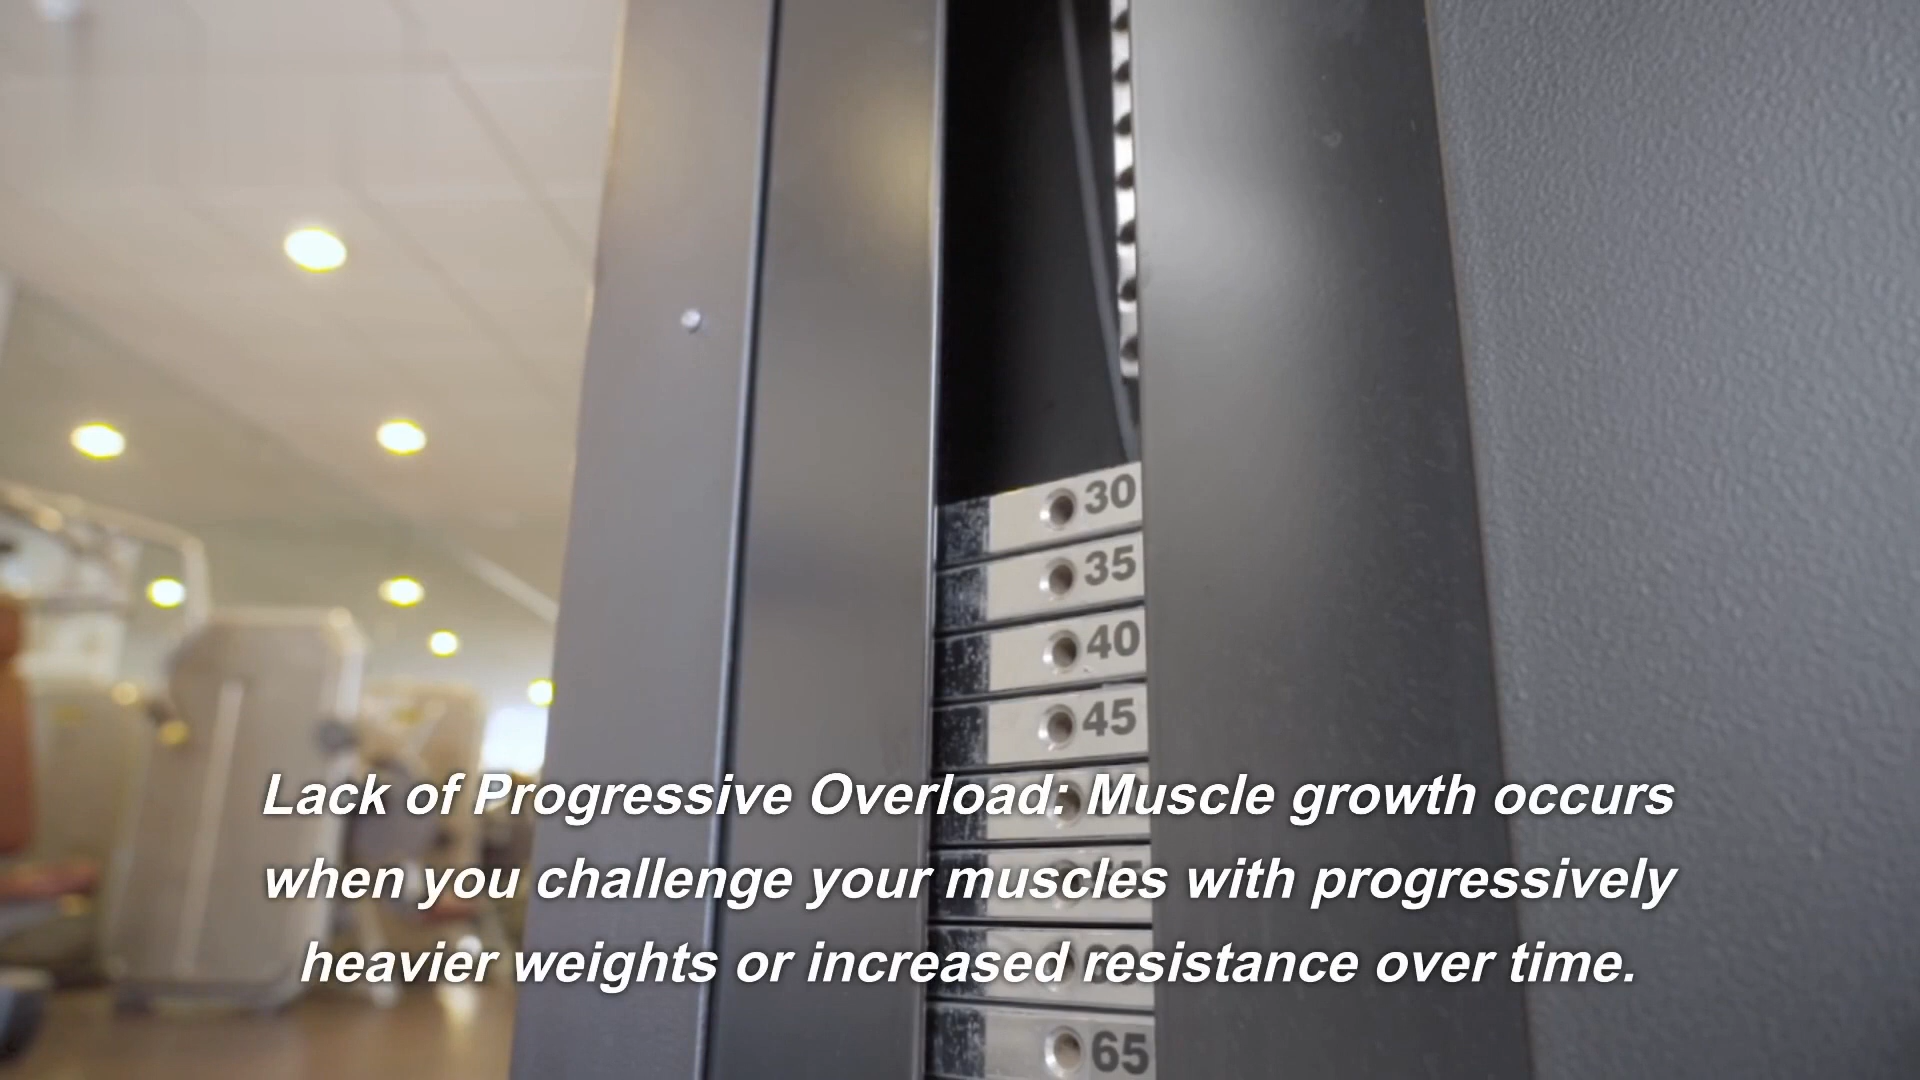 30
35
40
45
Lack of Progressive Overload: Muscle growth occurs
when you challenge your muscles with progressively
heavier weights or increased resistance over time.
65